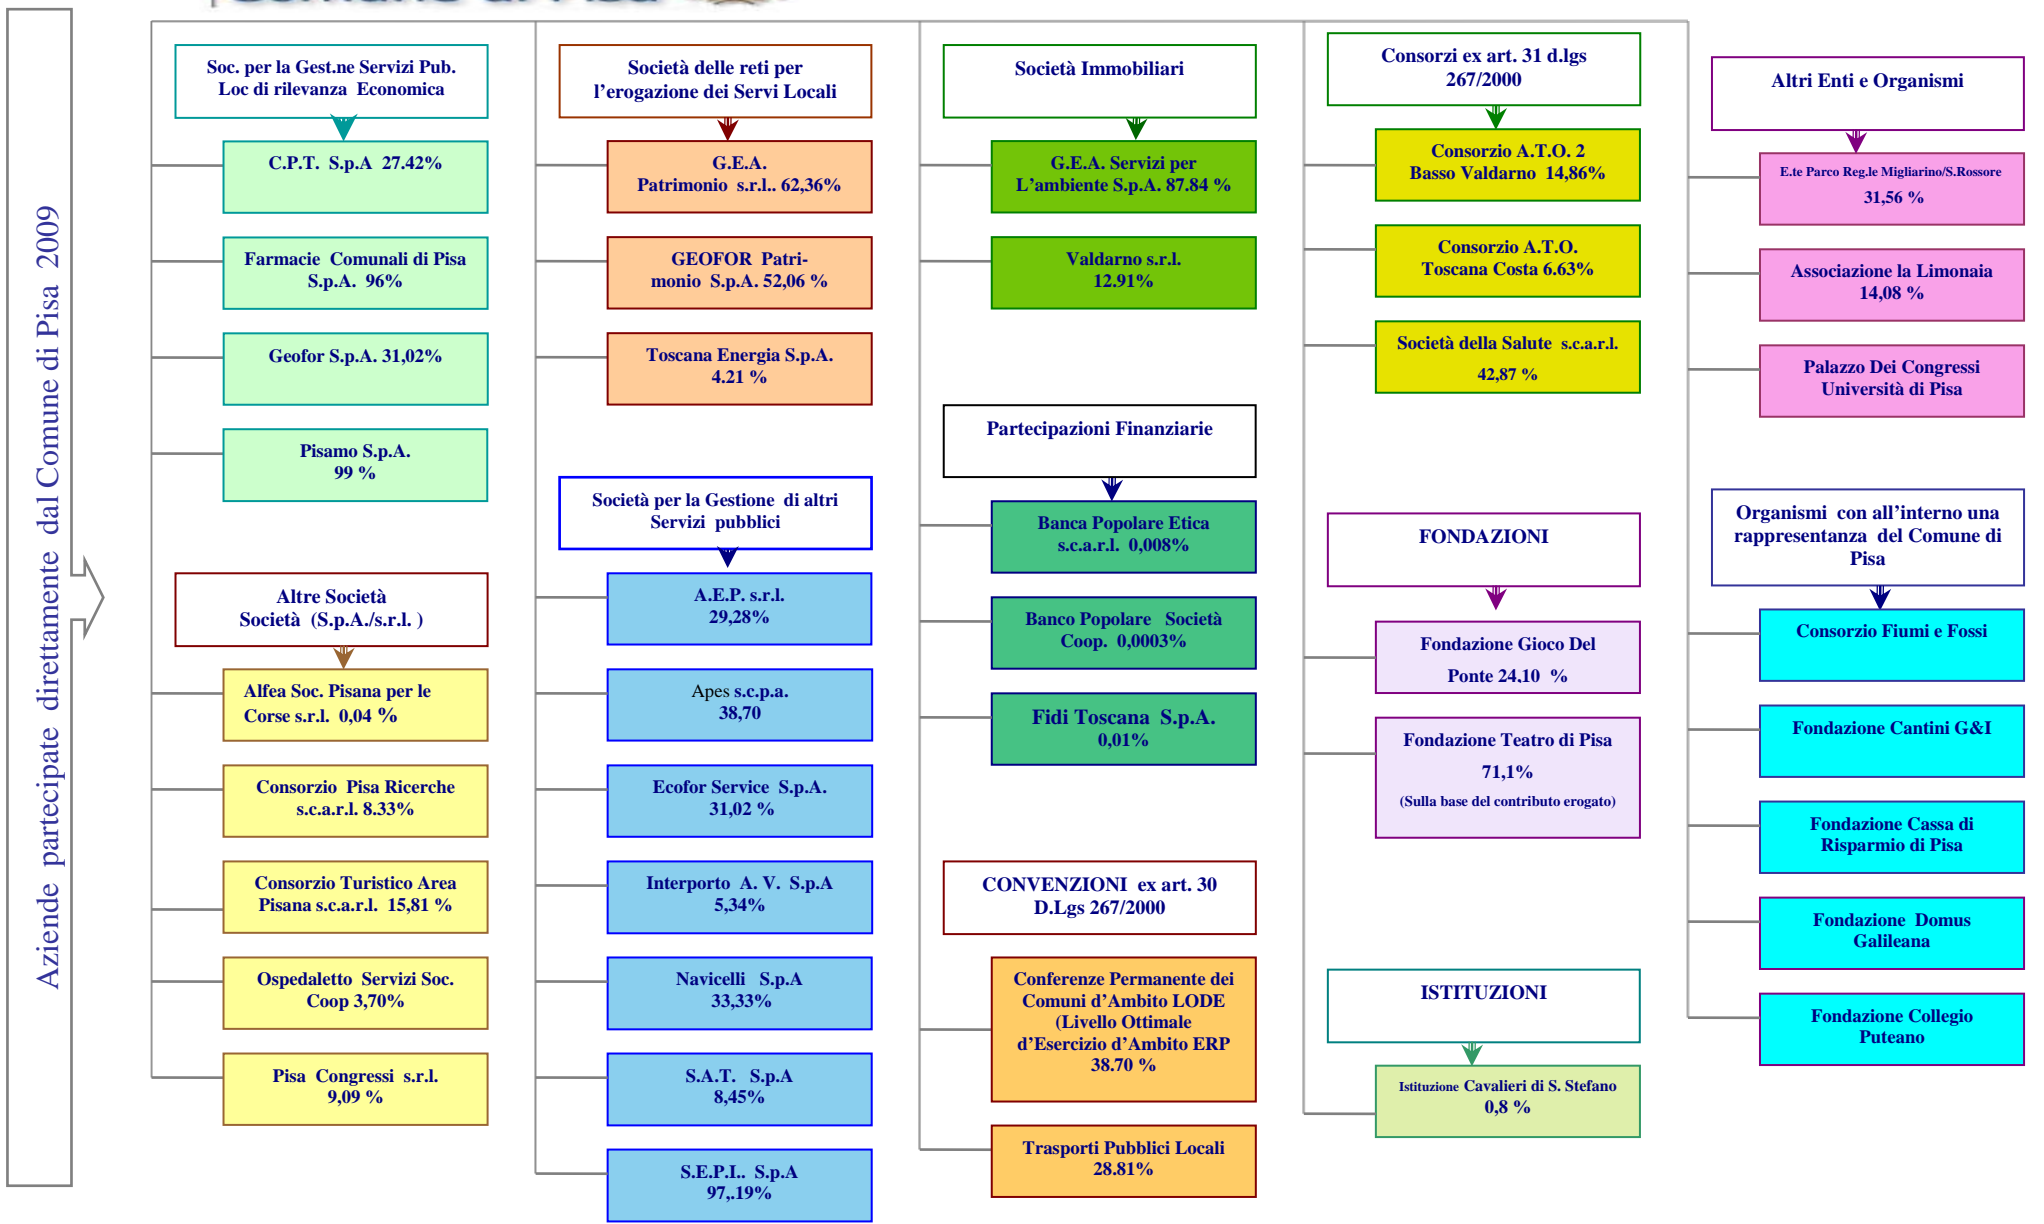 Aziende partecipate direttamente dal Comune di Pisa 2009
Soc. per la Gest.ne Servizi Pub.
Loc di rilevanza Economica
C.P.T. S.p.A 27.42%
Farmacie Comunali di Pisa
S.p.A. 96%
Geofor S.p.A. 31,02%
Pisamo S.p.A.
99 %
Altre Società
Società (S.p.A./s.r.l. )
Alfea Soc. Pisana per le
Corse s.r.l. 0,04 %
Consorzio Pisa Ricerche
s.c.a.r.l. 8.33%
Consorzio Turistico Area
Pisana s.c.a.r.l. 15,81 %
Ospedaletto Servizi Soc.
Coop 3,70%
Pisa Congressi s.r.l.
9,09 %
Società delle reti per
l'erogazione dei Servi Locali
G.E.A.
Patrimonio s.r.l.. 62,36%
GEOFOR Patri-
monio S.p.A. 52,06 %
Toscana Energia S.p.A.
4.21 %
Società per la Gestione di altri
Servizi pubblici
A.E.P. s.r.l.
29,28%
Apes s.c.p.a.
38,70
Ecofor Service S.p.A.
31,02 %
Interporto A. V. S.p.A
5,34%
Navicelli S.p.A
33,33%
S.A.T. S.p.A
8,45%
S.E.P.I.. S.p.A
97,.19%
Società Immobiliari
G.E.A. Servizi per
L'ambiente S.p.A. 87.84 %
Valdarno s.r.l.
12.91%
Partecipazioni Finanziarie
Banca Popolare Etica
s.c.a.r.l. 0,008%
Banco Popolare Società
Coop. 0,0003%
Fidi Toscana S.p.A.
0,01%
CONVENZIONI ex art. 30
D.Lgs 267/2000
Conferenze Permanente dei
Comuni d'Ambito LODE
(Livello Ottimale
d'Esercizio d'Ambito ERP
38.70 %
Trasporti Pubblici Locali
28.81%
Consorzi ex art. 31 d.lgs
267/2000
Consorzio A.T.O. 2
Basso Valdarno 14,86%
Consorzio A.T.O.
Toscana Costa 6.63%
Società della Salute s.c.a.r.l.
42,87 %
FONDAZIONI
Fondazione Gioco Del
Ponte 24,10 %
Fondazione Teatro di Pisa
71,1%
(Sulla base del contributo erogato)
ISTITUZIONI
Istituzione Cavalieri di S. Stefano
0,8 %
Altri Enti e Organismi
E.te Parco Reg.le Migliarino/S.Rossore
31,56 %
Associazione la Limonaia
14,08 %
Palazzo Dei Congressi
Università di Pisa
Organismi con all'interno una
rappresentanza del Comune di
Pisa
Consorzio Fiumi e Fossi
Fondazione Cantini G&I
Fondazione Cassa di
Risparmio di Pisa
Fondazione Domus
Galileana
Fondazione Collegio
Puteano